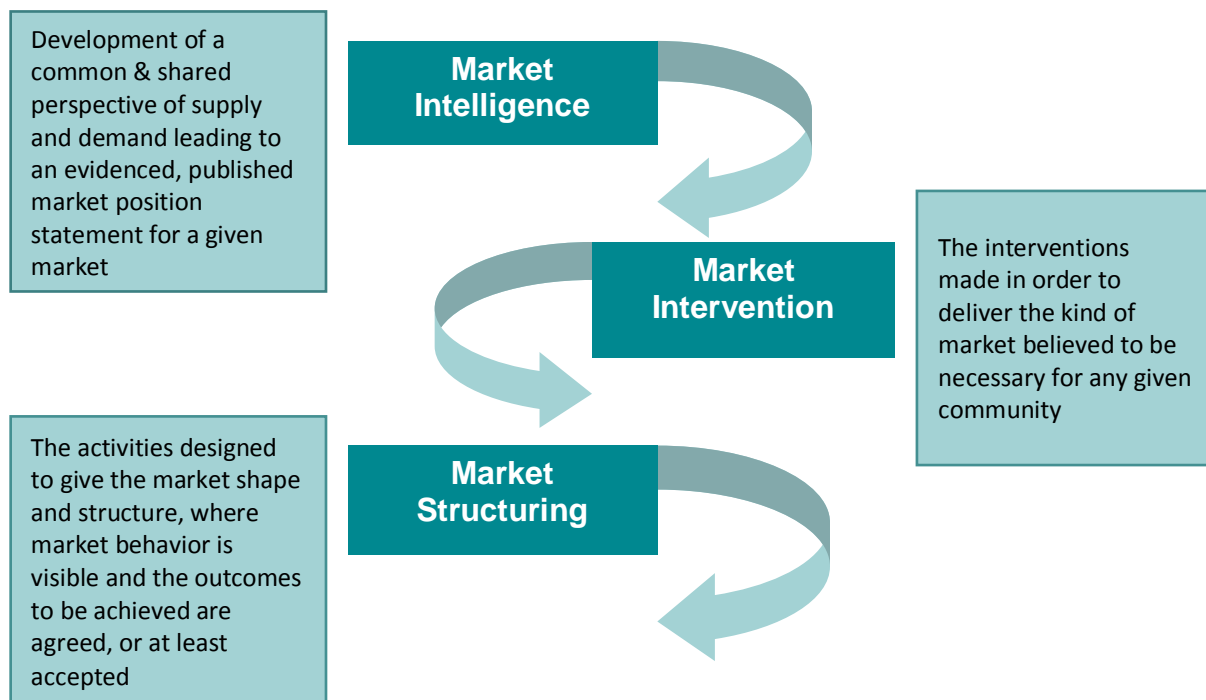 Development of a
common & shared
perspective of supply
and demand leading to
an evidenced, published
market position
statement for a given
market
Market
Intelligence
Market
Intervention
The interventions
made in order to
deliver the kind of
market believed to be
necessary for any given
community
The activities designed
to give the market shape
and structure, where
market behavior is
visible and the outcomes
to be achieved are
agreed, or at least
accepted
Market
Structuring